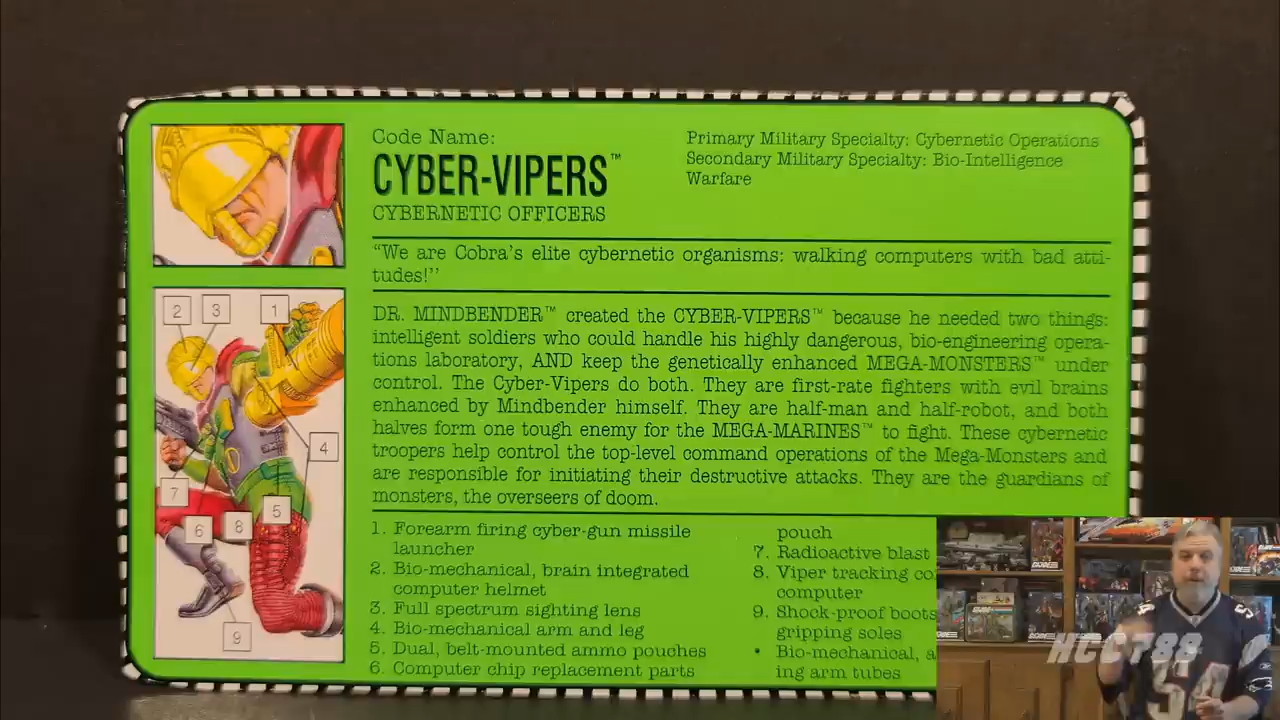 Code Name:
CYBER-VIPERS™
CYBERNETIC OFFICERS
Primary Military Specialty: Cybernetic Operations
Secondary Military Specialty: Bio-Intelligence
Warfare
“We are Cobra’s elite cybernetic organisms: walking computers with bad atti-
tudes!”
DR. MINDBENDER™ created the CYBER-VIPERS™ because he needed two things:
intelligent soldiers who could handle his highly dangerous, bio-engineering opera-
tions laboratory, AND keep the genetically enhanced MEGA-MONSTERS™ under
control. The Cyber-Vipers do both. They are first-rate fighters with evil brains
enhanced by Mindbender himself. They are half-man and half-robot, and both
halves form one tough enemy for the MEGA-MARINES™ to fight. These cybernetic
troopers help control the top-level command operations of the Mega-Monsters and
are responsible for initiating their destructive attacks. They are the guardians of
monsters, the overseers of doom.
2 3 1
4
7
5
6 8
9
1. Forearm firing cyber-gun missile
launcher
2. Bio-mechanical, brain integrated
computer helmet
3. Full spectrum sighting lens
4. Bio-mechanical arm and leg
5. Dual, belt-mounted ammo pouches
6. Computer chip replacement parts
pouch
7. Radioactive blast
8. Viper tracking co
computer
9. Shock-proof boots
gripping soles
• Bio-mechanical, a
ing arm tubes
HCC788
54